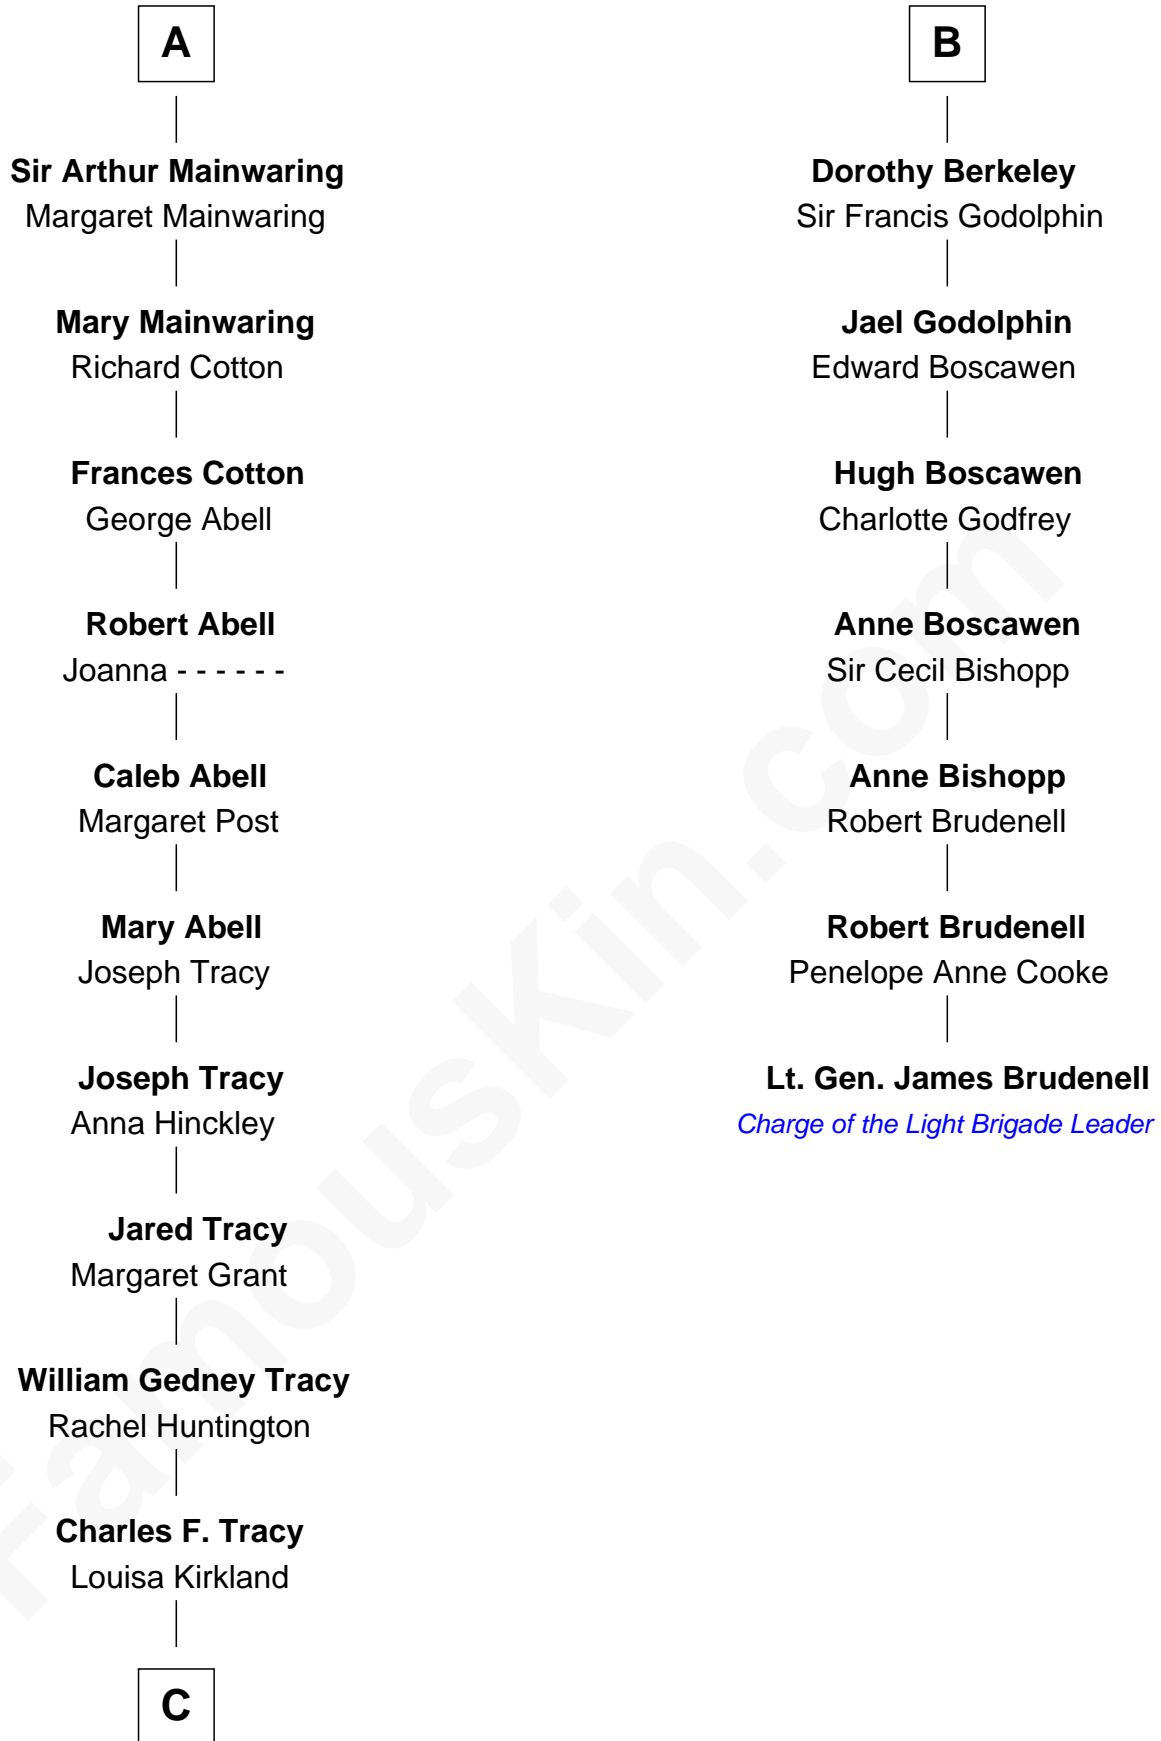 A
Sir Arthur Mainwaring
Margaret Mainwaring
Mary Mainwaring
Richard Cotton
Frances Cotton
George Abell
Robert Abell
Joanna - - - - - -
Caleb Abell
Margaret Post
Mary Abell
Joseph Tracy
Joseph Tracy
Anna Hinckley
Jared Tracy
Margaret Grant
William Gedney Tracy
Rachel Huntington
Charles F. Tracy
Louisa Kirkland
C
B
Dorothy Berkeley
Sir Francis Godolphin
Jael Godolphin
Edward Boscawen
Hugh Boscawen
Charlotte Godfrey
Anne Boscawen
Sir Cecil Bishopp
Anne Bishopp
Robert Brudenell
Robert Brudenell
Penelope Anne Cooke
Lt. Gen. James Brudenell
Charge of the Light Brigade Leader
FamousKin.com